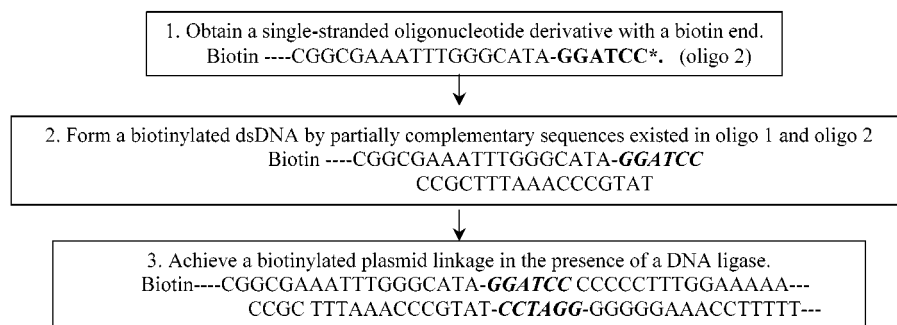 1. Obtain a single-stranded oligonucleotide derivative with a biotin end.
Biotin ----CGGCGAAATTTGGGCATA-GGATCC*. (oligo 2)
2. Form a biotinylated dsDNA by partially complementary sequences existed in oligo 1 and oligo 2
Biotin ----CGGCGAAATTTGGGCATA-GGATCC
CCGCTTTAAACCCGTAT
3. Achieve a biotinylated plasmid linkage in the presence of a DNA ligase.
Biotin----CGGCGAAATTTGGGCATA-GGATCC CCCCCTTTGGAAAAA---
CCGC TTTAAACCCGTAT-CCTAGG-GGGGGAAACCTTTTT---